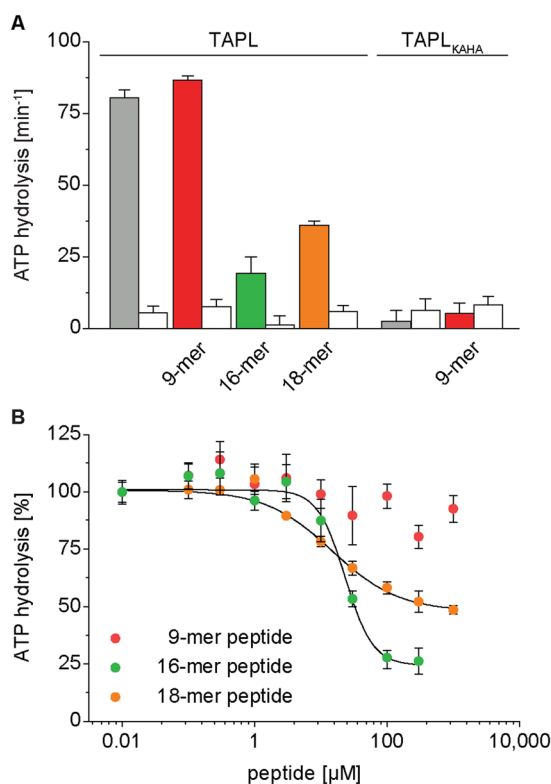 A
TAPL
TAPL_KAHA
ATP hydrolysis [min⁻¹]
100
75
50
25
0
9-mer
16-mer
18-mer
9-mer
B
ATP hydrolysis [%]
125
100
75
50
25
0
9-mer peptide
16-mer peptide
18-mer peptide
0.01
1
100
10,000
peptide [µM]